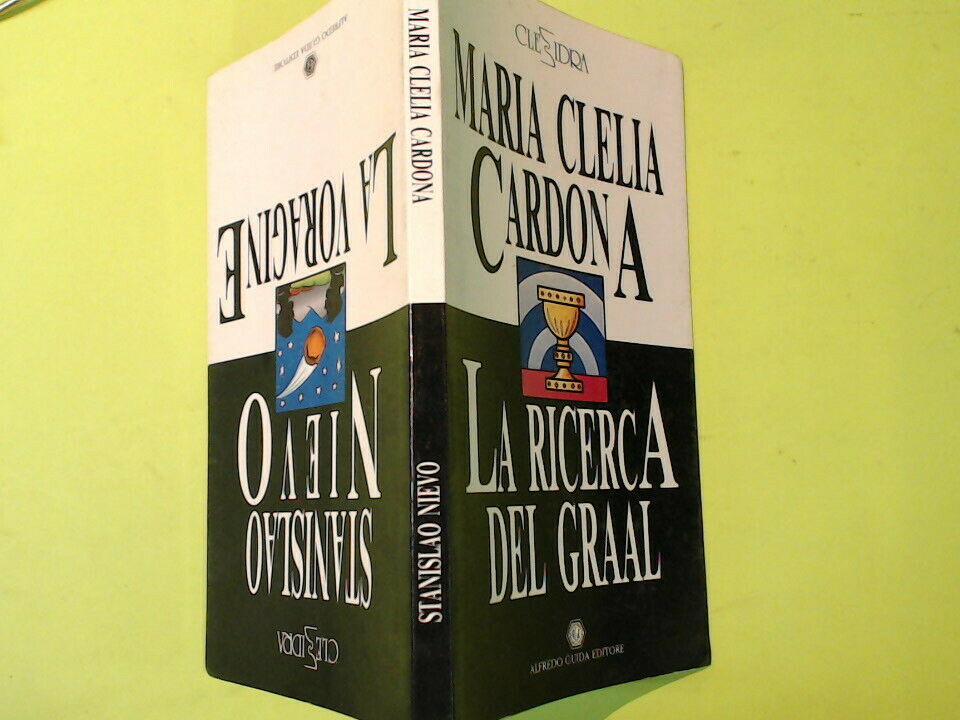 CLESSIDRA
MARIA CLELIA
CARDONA
LA RICERCA
DEL GRAAL
ALFREDO GUIDA EDITORE
MARIA CLELIA CARDONA
STANISLAO NIEVO
CLESSIDRA
STANISLAO
NIEVO
LA VORAGINE
ALFREDO GUIDA EDITORE